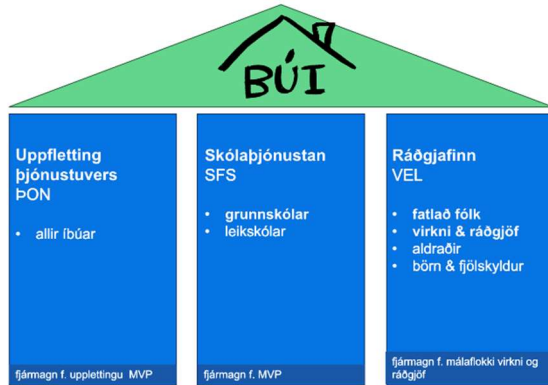 BÚI
Uppfletting
þjónustuvers
ÞON
• allir íbúar
fjármagn f. upplettingu MVP
Skólaþjónustan
SFS
• grunnskólar
• leikskólar
fjármagn f. MVP
Ráðgjafinn
VEL
• fatlað fólk
• virkni & ráðgjöf
• aldraðir
• börn & fjölskyldur
fjármagn f. málaflokki virkni og
ráðgjöf